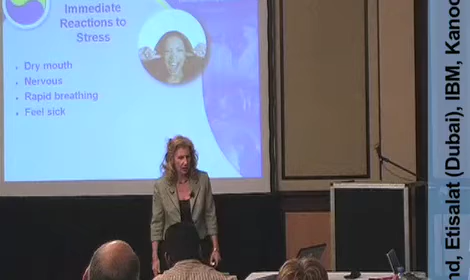 Immediate
Reactions to
Stress
• Dry mouth
• Nervous
• Rapid breathing
• Feel sick
nd, Etisalat (Dubai), IBM, Kanoo